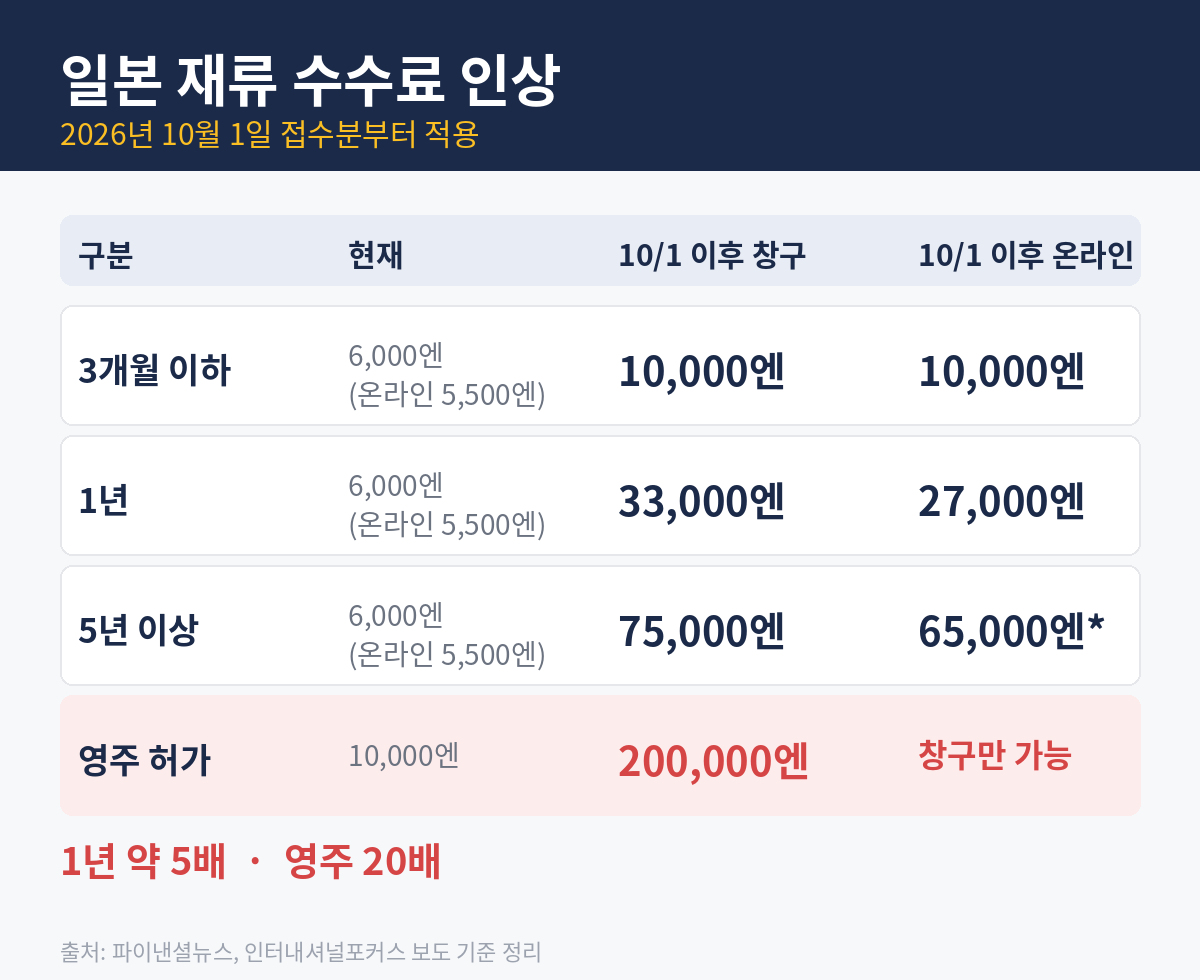 일본 재류 수수료 인상
2026년 10월 1일 접수분부터 적용
구분 현재 10/1 이후 창구 10/1 이후 온라인
3개월 이하 6,000엔 (온라인 5,500엔) 10,000엔 10,000엔
1년 6,000엔 (온라인 5,500엔) 33,000엔 27,000엔
5년 이상 6,000엔 (온라인 5,500엔) 75,000엔 65,000엔*
영주 허가 10,000엔 200,000엔 창구만 가능
1년 약 5배 · 영주 20배
출처: 파이낸셜뉴스, 인터내셔널포커스 보도 기준 정리